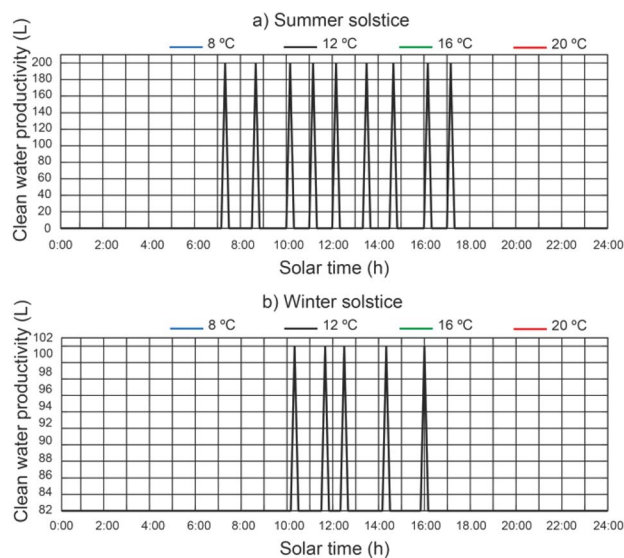 a) Summer solstice
8 ºC 12 ºC 16 ºC 20 ºC
Clean water productivity (L)
200
180
160
140
120
100
80
60
40
20
0
0:00 2:00 4:00 6:00 8:00 10:00 12:00 14:00 16:00 18:00 20:00 22:00 24:00
Solar time (h)
b) Winter solstice
8 ºC 12 ºC 16 ºC 20 ºC
Clean water productivity (L)
102
100
98
96
94
92
90
88
86
84
82
0:00 2:00 4:00 6:00 8:00 10:00 12:00 14:00 16:00 18:00 20:00 22:00 24:00
Solar time (h)